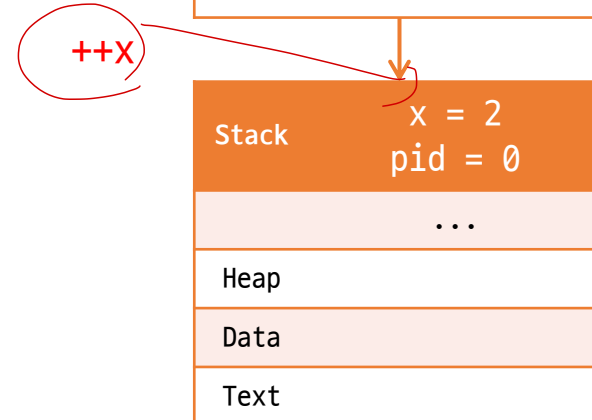 ++x
x = 2
Stack
pid = 0
...
Heap
Data
Text